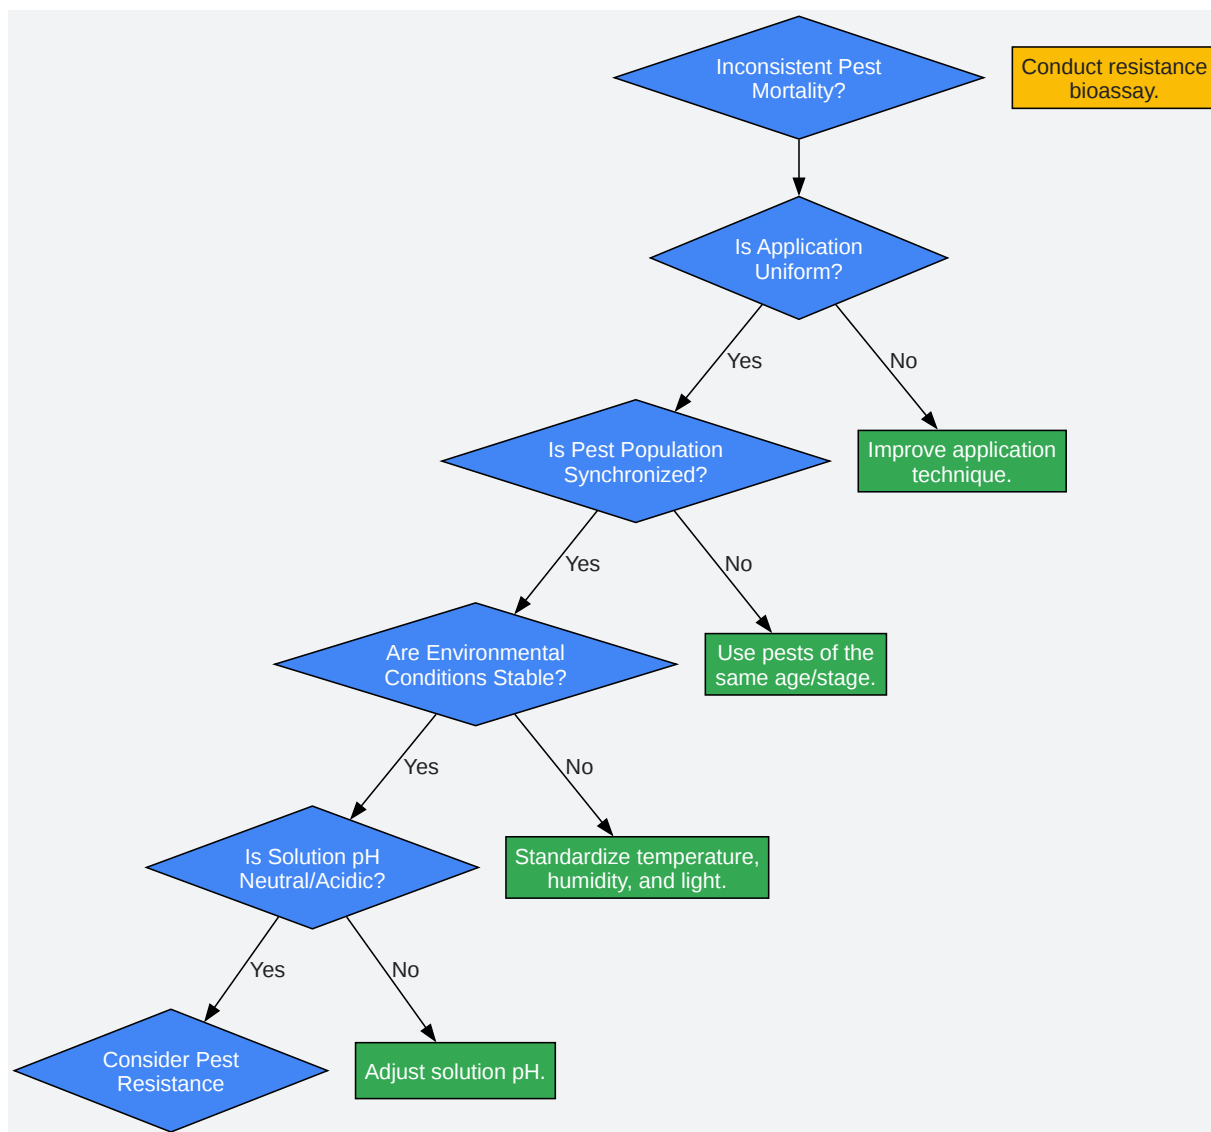 Inconsistent Pest
Mortality?
Conduct resistance
bioassay.
Is Application
Uniform?
Yes
No
Is Pest Population
Synchronized?
Improve application
technique.
Yes
No
Are Environmental
Conditions Stable?
Use pests of the
same age/stage.
Yes
No
Is Solution pH
Neutral/Acidic?
Standardize temperature,
humidity, and light.
Yes
No
Consider Pest
Resistance
Adjust solution pH.